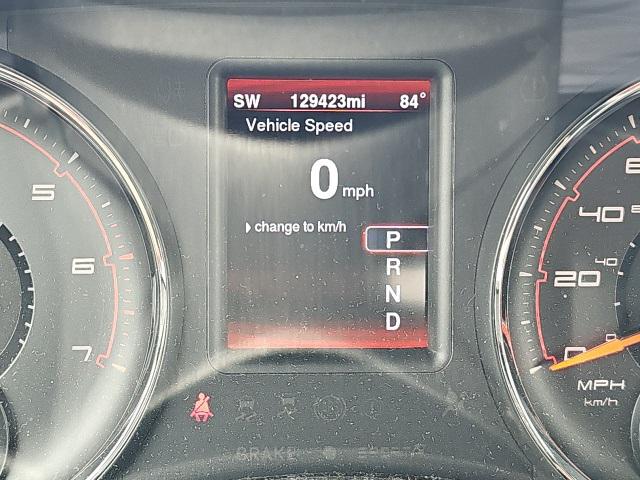 SW 129423mi 84°
Vehicle Speed
0 mph
change to km/h
P
R
N
D
5
6
7
40
20
40
0
0
MPH
km/h
BRAKE